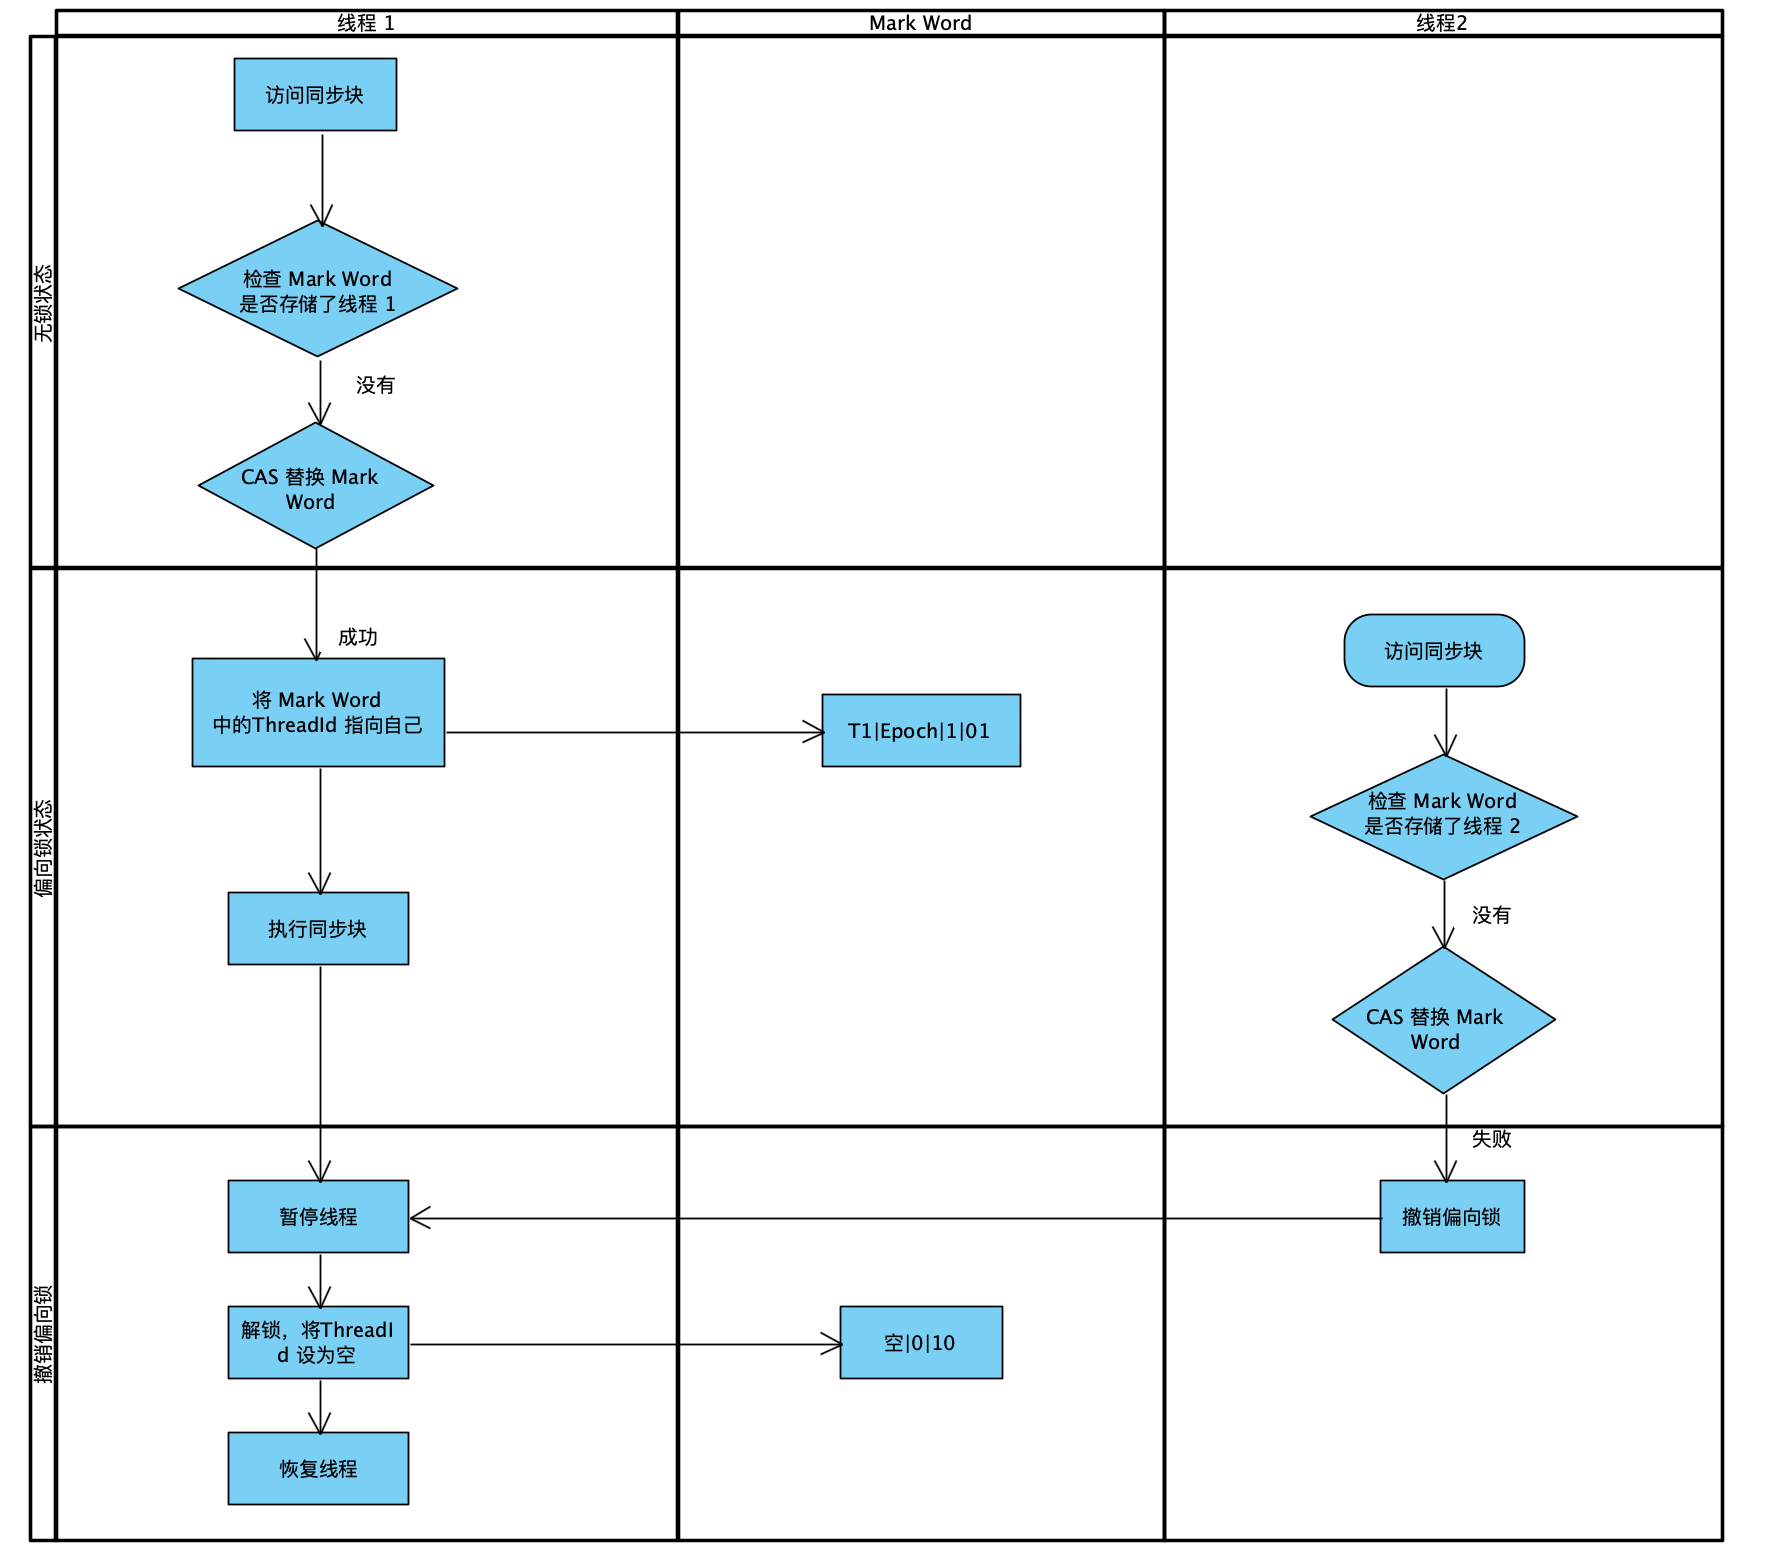 线程 1
Mark Word
线程2
无锁状态
访问同步块
检查 Mark Word
是否存储了线程 1
没有
CAS 替换 Mark
Word
偏向锁状态
成功
将 Mark Word
中的ThreadId 指向自己
T1|Epoch|1|01
执行同步块
访问同步块
检查 Mark Word
是否存储了线程 2
没有
CAS 替换 Mark
Word
失败
撤销偏向锁
撤销偏向锁
暂停线程
解锁，将ThreadI
d 设为空
空|0|10
恢复线程